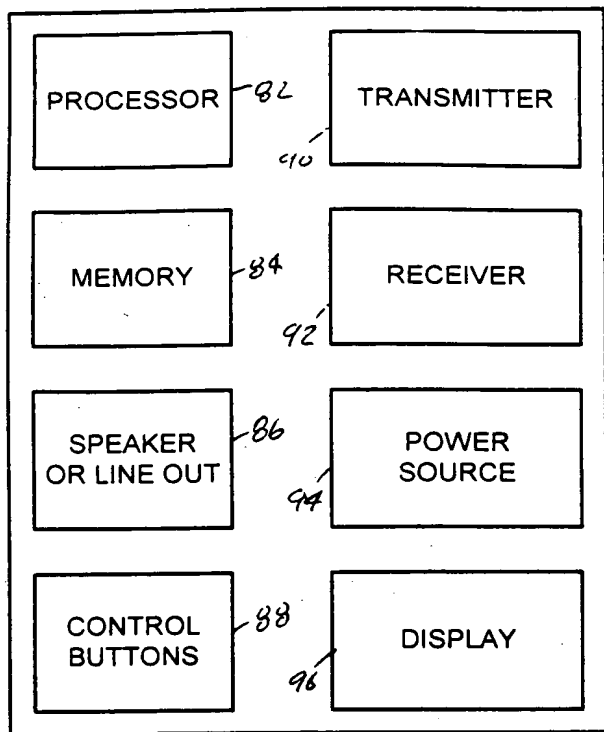 PROCESSOR
82
TRANSMITTER
90
MEMORY
84
RECEIVER
92
SPEAKER
OR LINE OUT
86
POWER
SOURCE
94
CONTROL
BUTTONS
88
DISPLAY
96